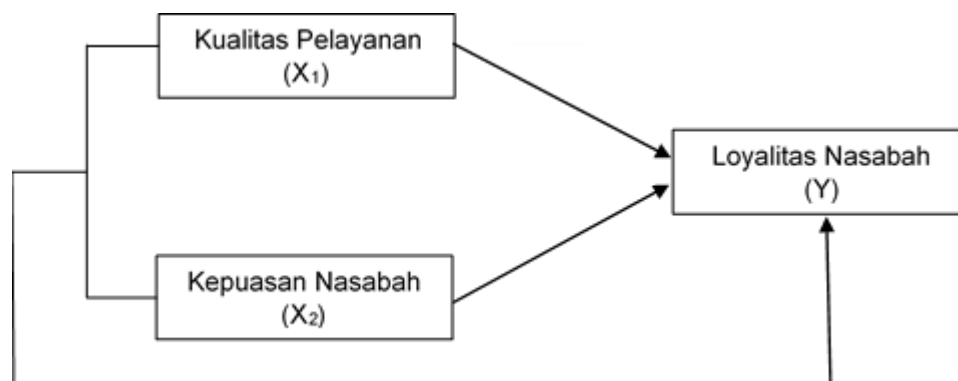 Kualitas Pelayanan
(X₁)
Loyalitas Nasabah
(Y)
Kepuasan Nasabah
(X₂)